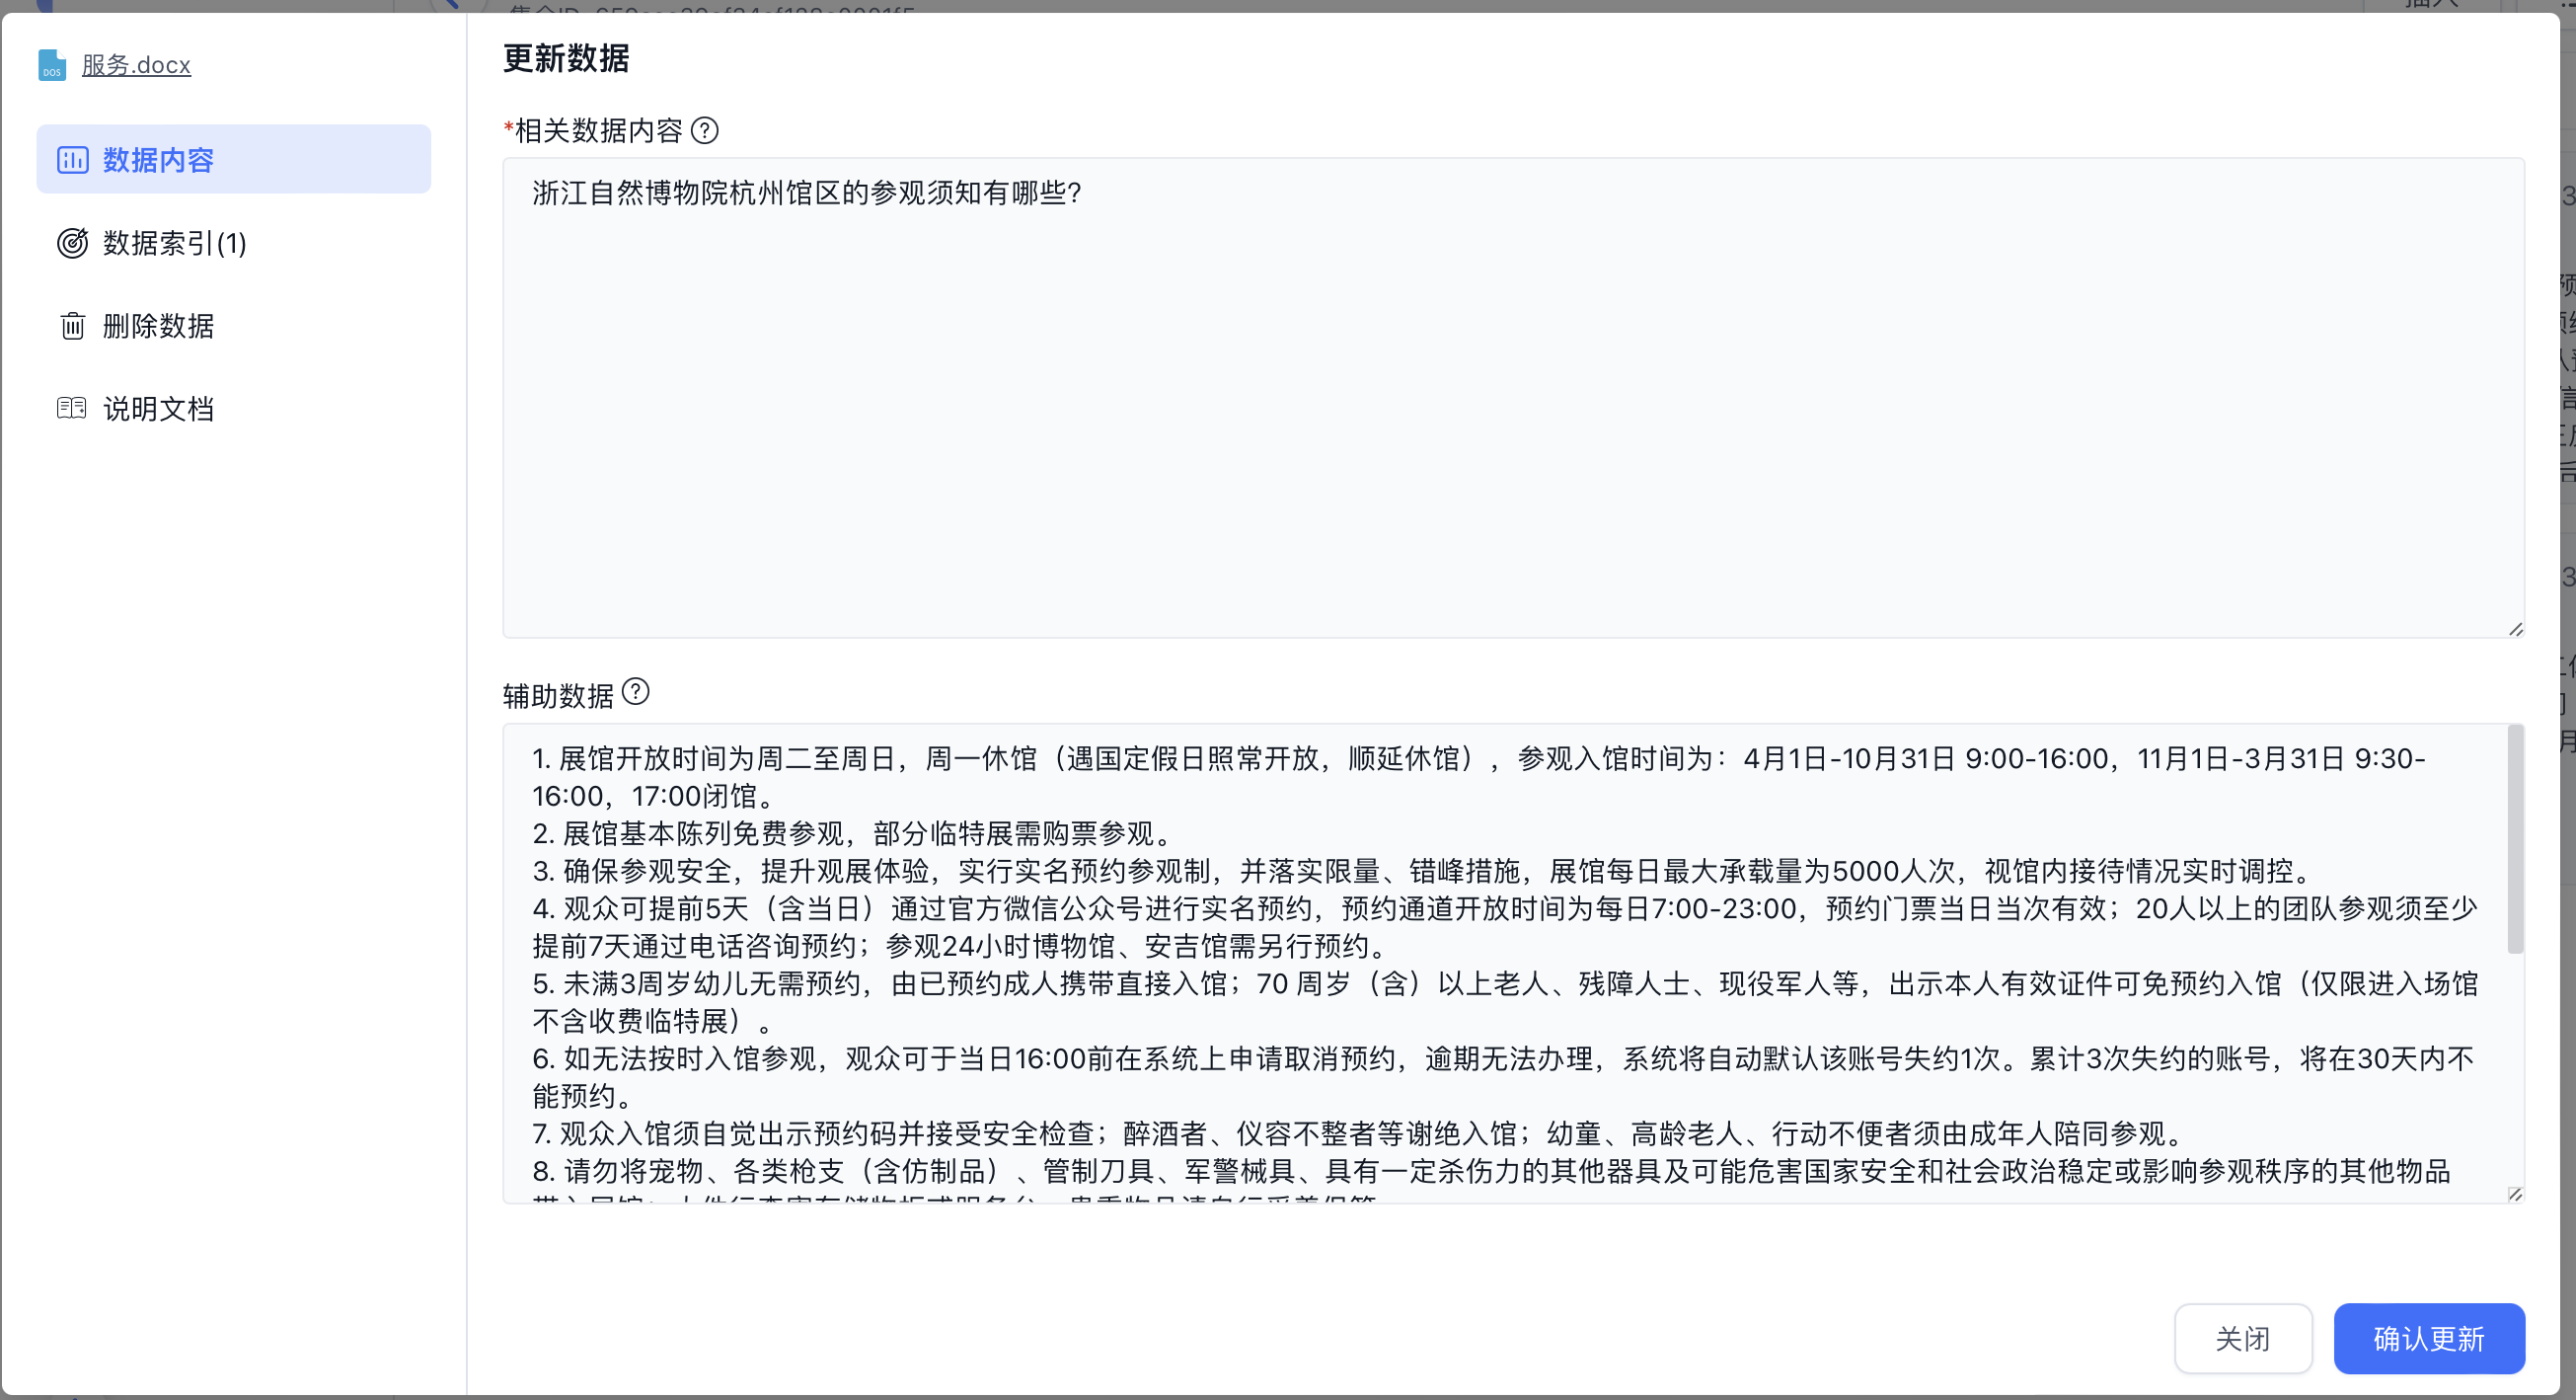 服务.docx
数据内容
数据索引(1)
删除数据
说明文档
更新数据
*相关数据内容
浙江自然博物院杭州馆区的参观须知有哪些?
辅助数据
1. 展馆开放时间为周二至周日，周一休馆（遇国定假日照常开放，顺延休馆），参观入馆时间为：4月1日-10月31日 9:00-16:00，11月1日-3月31日 9:30-
16:00，17:00闭馆。
2. 展馆基本陈列免费参观，部分临特展需购票参观。
3. 确保参观安全，提升观展体验，实行实名预约参观制，并落实限量、错峰措施，展馆每日最大承载量为5000人次，视馆内接待情况实时调控。
4. 观众可提前5天（含当日）通过官方微信公众号进行实名预约，预约通道开放时间为每日7:00-23:00，预约门票当日当次有效；20人以上的团队参观须至少
提前7天通过电话咨询预约；参观24小时博物馆、安吉馆需另行预约。
5. 未满3周岁幼儿无需预约，由已预约成人携带直接入馆；70 周岁（含）以上老人、残障人士、现役军人等，出示本人有效证件可免预约入馆（仅限进入场馆
不含收费临特展）。
6. 如无法按时入馆参观，观众可于当日16:00前在系统上申请取消预约，逾期无法办理，系统将自动默认该账号失约1次。累计3次失约的账号，将在30天内不
能预约。
7. 观众入馆须自觉出示预约码并接受安全检查；醉酒者、仪容不整者等谢绝入馆；幼童、高龄老人、行动不便者须由成年人陪同参观。
8. 请勿将宠物、各类枪支（含仿制品）、管制刀具、军警械具、具有一定杀伤力的其他器具及可能危害国家安全和社会政治稳定或影响参观秩序的其他物品
关闭
确认更新